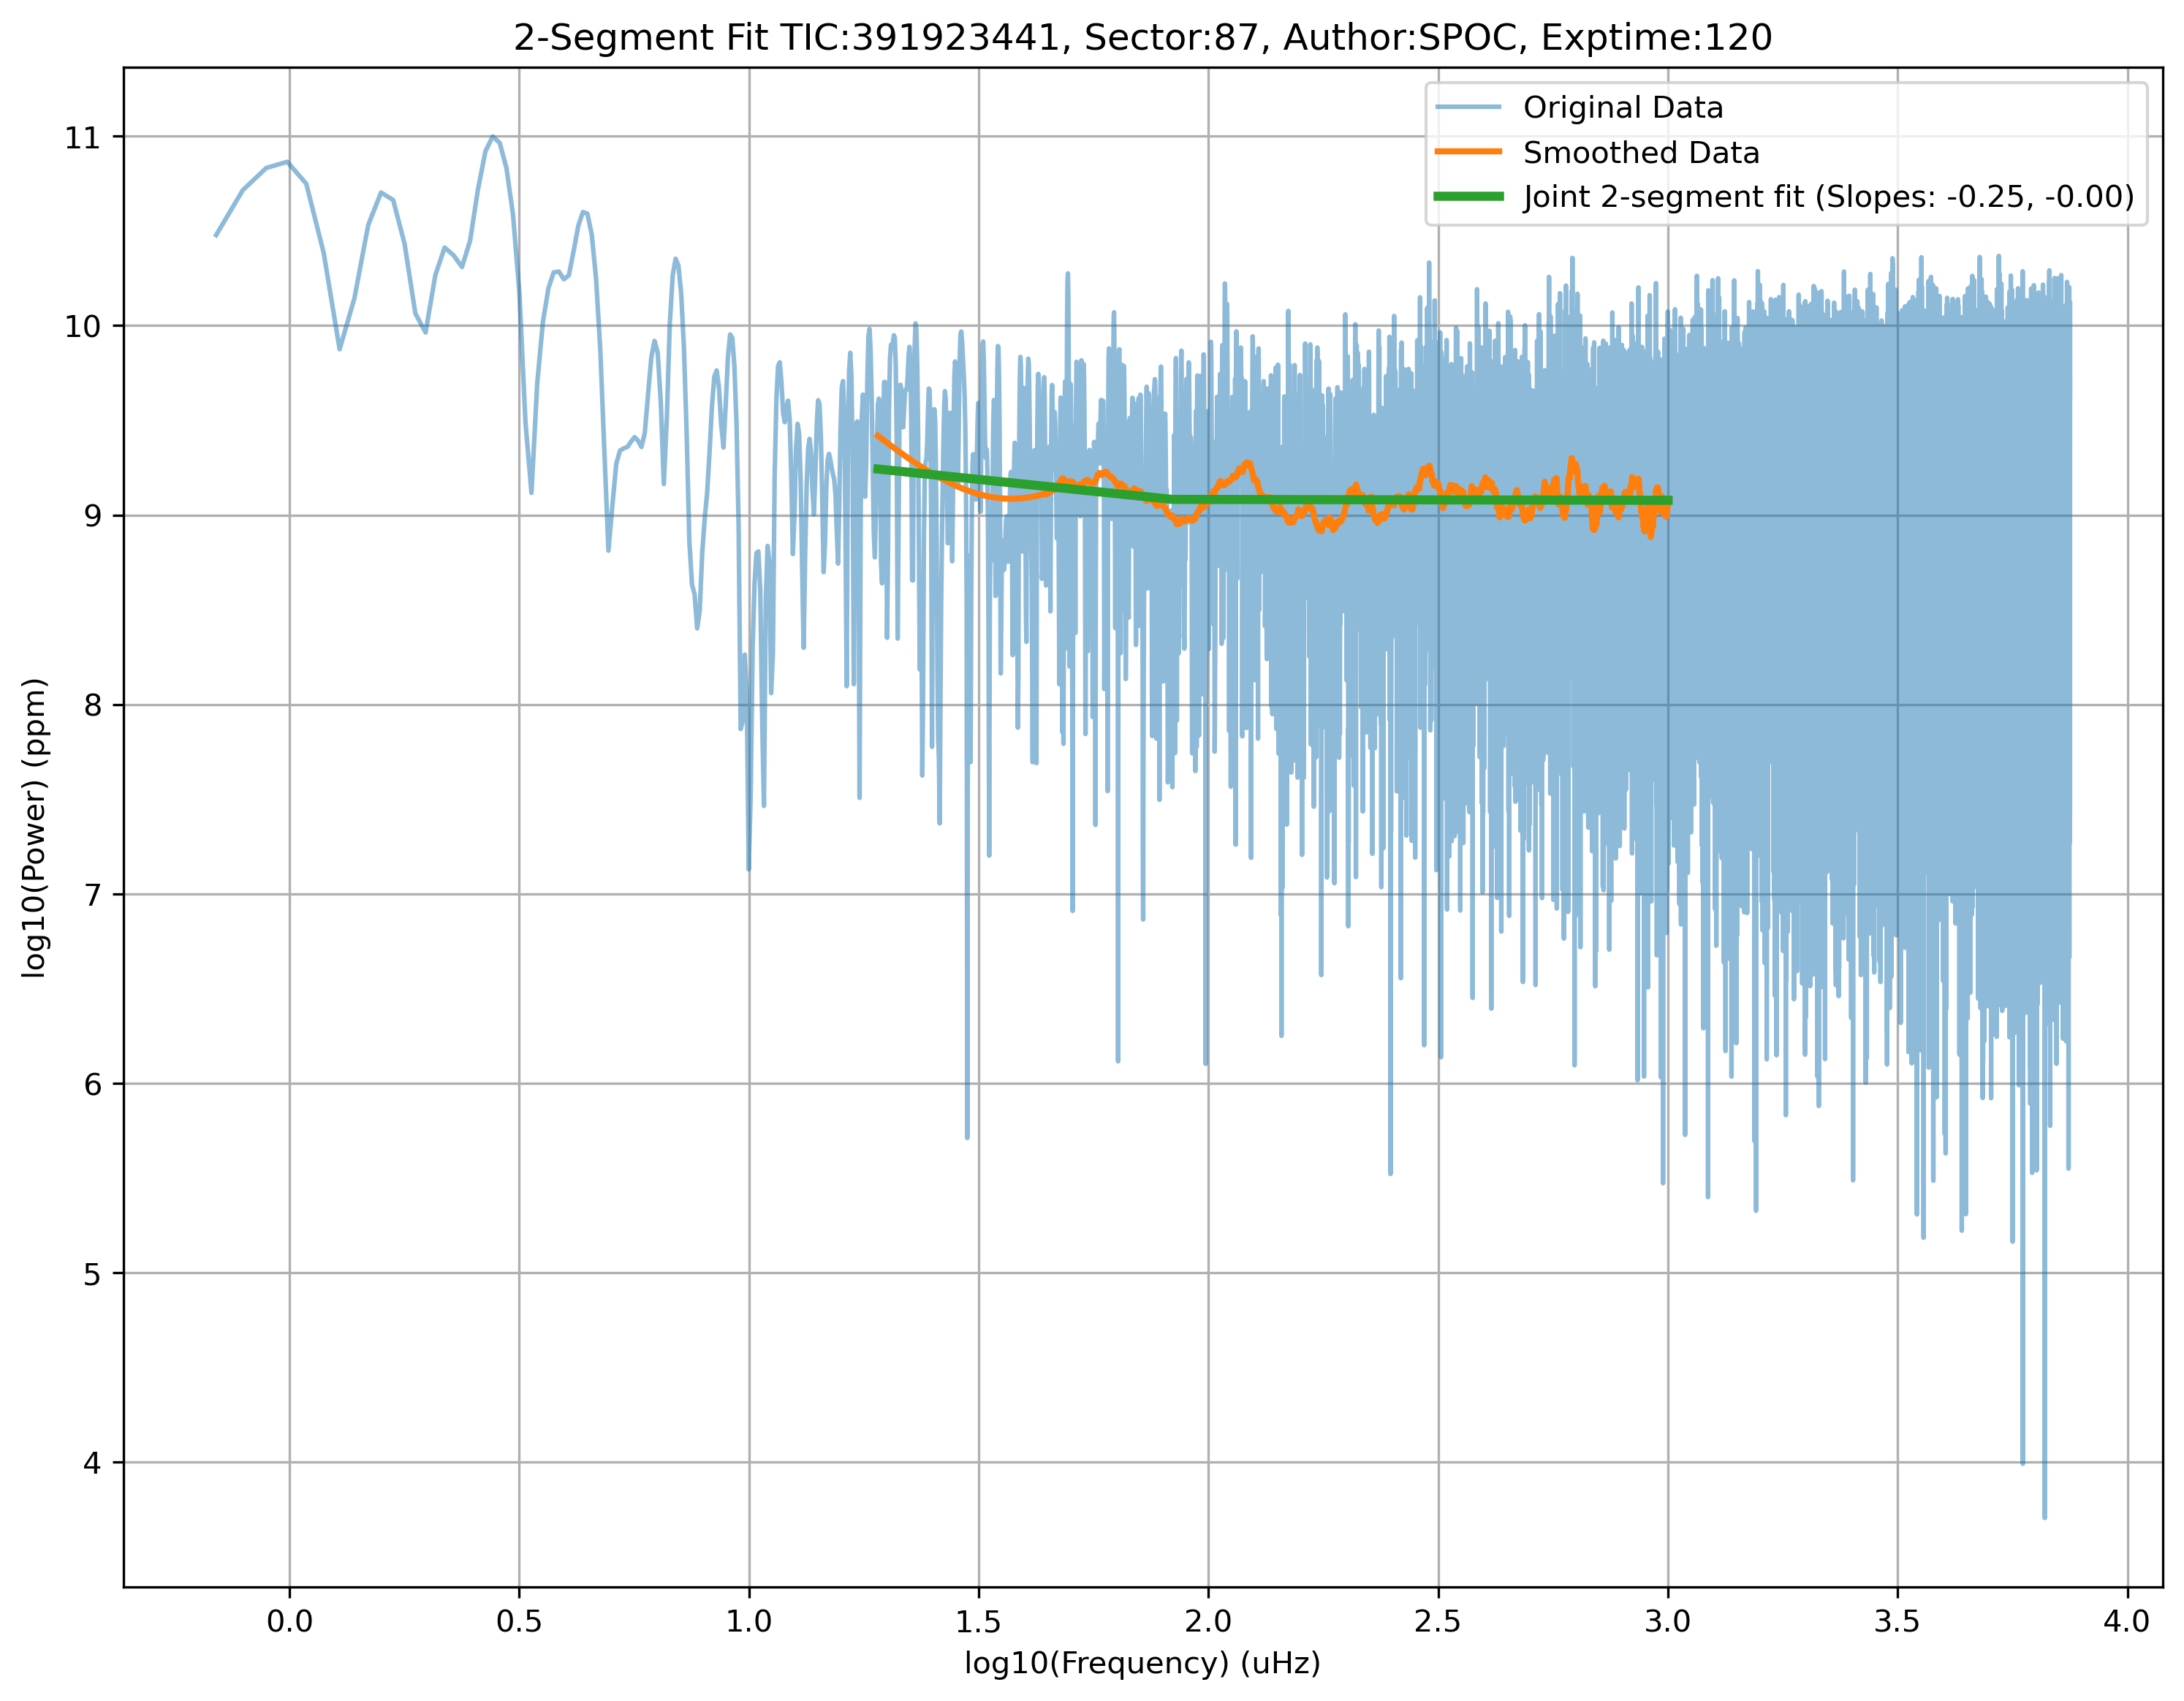 2-Segment Fit TIC:391923441, Sector:87, Author:SPOC, Exptime:120
Original Data
Smoothed Data
Joint 2-segment fit (Slopes: -0.25, -0.00)
log10(Power) (ppm)
11
10
9
8
7
6
5
4
0.0 0.5 1.0 1.5 2.0 2.5 3.0 3.5 4.0
log10(Frequency) (uHz)